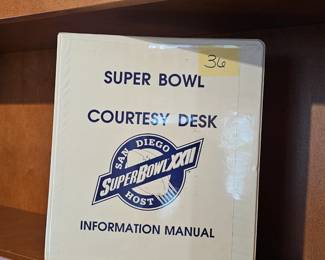 36
SUPER BOWL
COURTESY DESK
SAN DIEGO
SUPER BOWL XXII
HOST
INFORMATION MANUAL